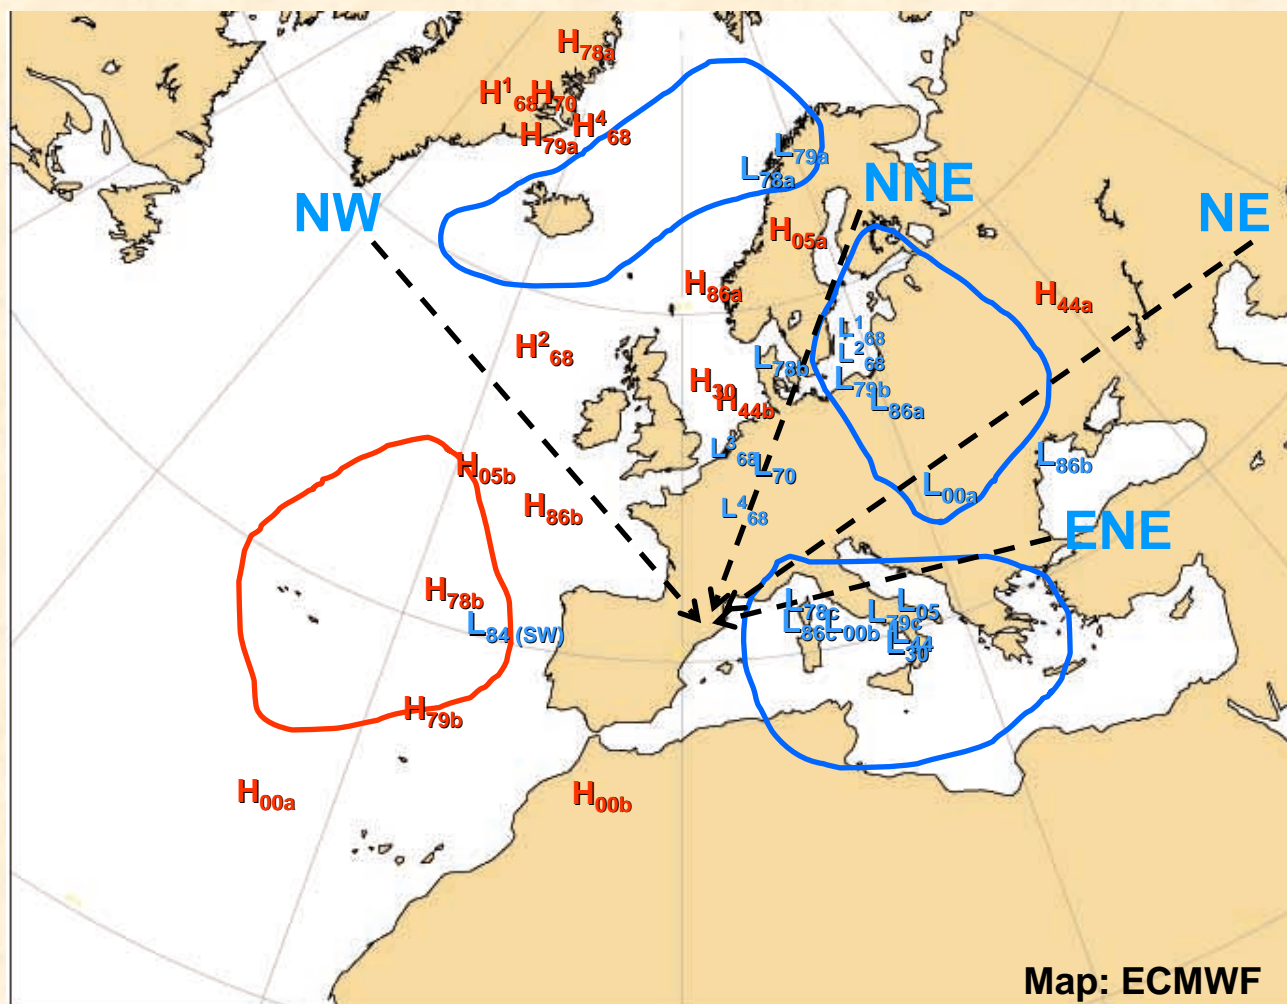 H78a
H¹68 H70
H79a H⁴68
L79a
L78a
NW
NNE
NE
H05a
H86a
H44a
H²68
L¹68
L²68
L78b
H30
L79b
H44b
L86a
L³68
L70
L86b
H05b
L00a
H86b
L⁴68
ENE
H78b
L84 (SW)
L78c
L05
L79c
L86c
L00b
L44
L30
H79b
H00a
H00b
Map: ECMWF